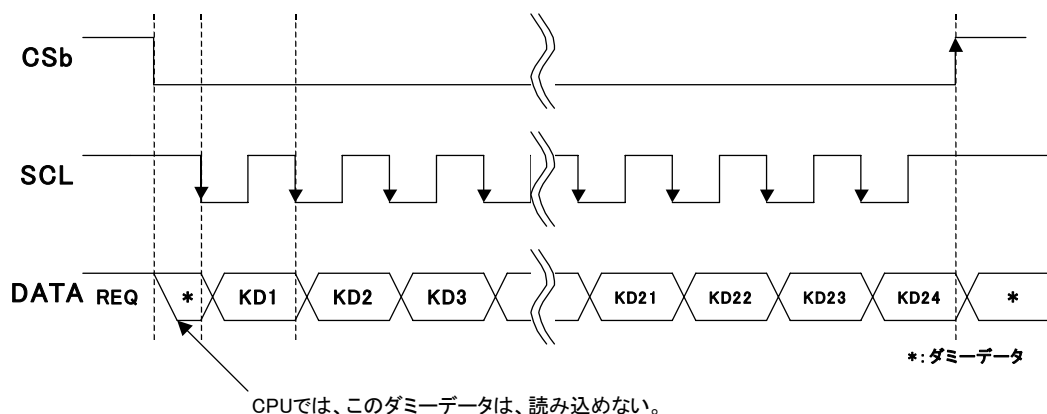 CSb
SCL
DATA REQ * KD1 KD2 KD3 KD21 KD22 KD23 KD24 *
*:ダミーデータ
CPUでは、このダミーデータは、読み込めない。